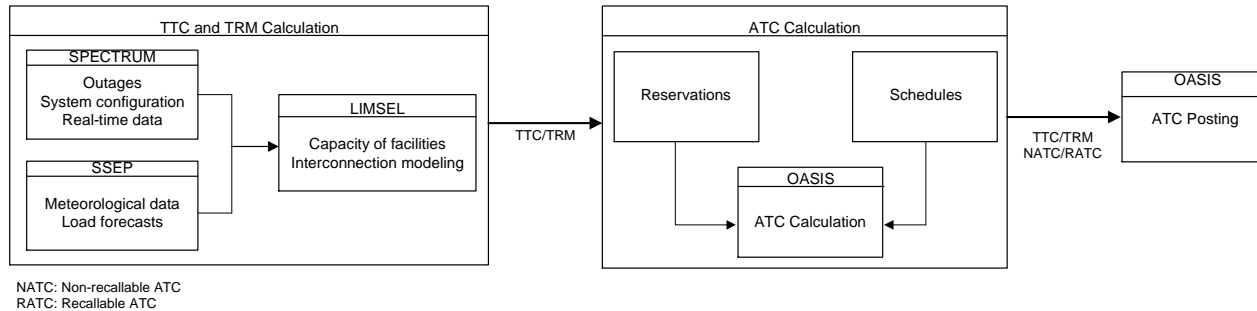 TTC and TRM Calculation
SPECTRUM
Outages
System configuration
Real-time data
SSEP
Meteorological data
Load forecasts
LIMSEL
Capacity of facilities
Interconnection modeling
TTC/TRM
ATC Calculation
Reservations
Schedules
OASIS
ATC Calculation
TTC/TRM
NATC/RATC
OASIS
ATC Posting
NATC: Non-recallable ATC
RATC: Recallable ATC